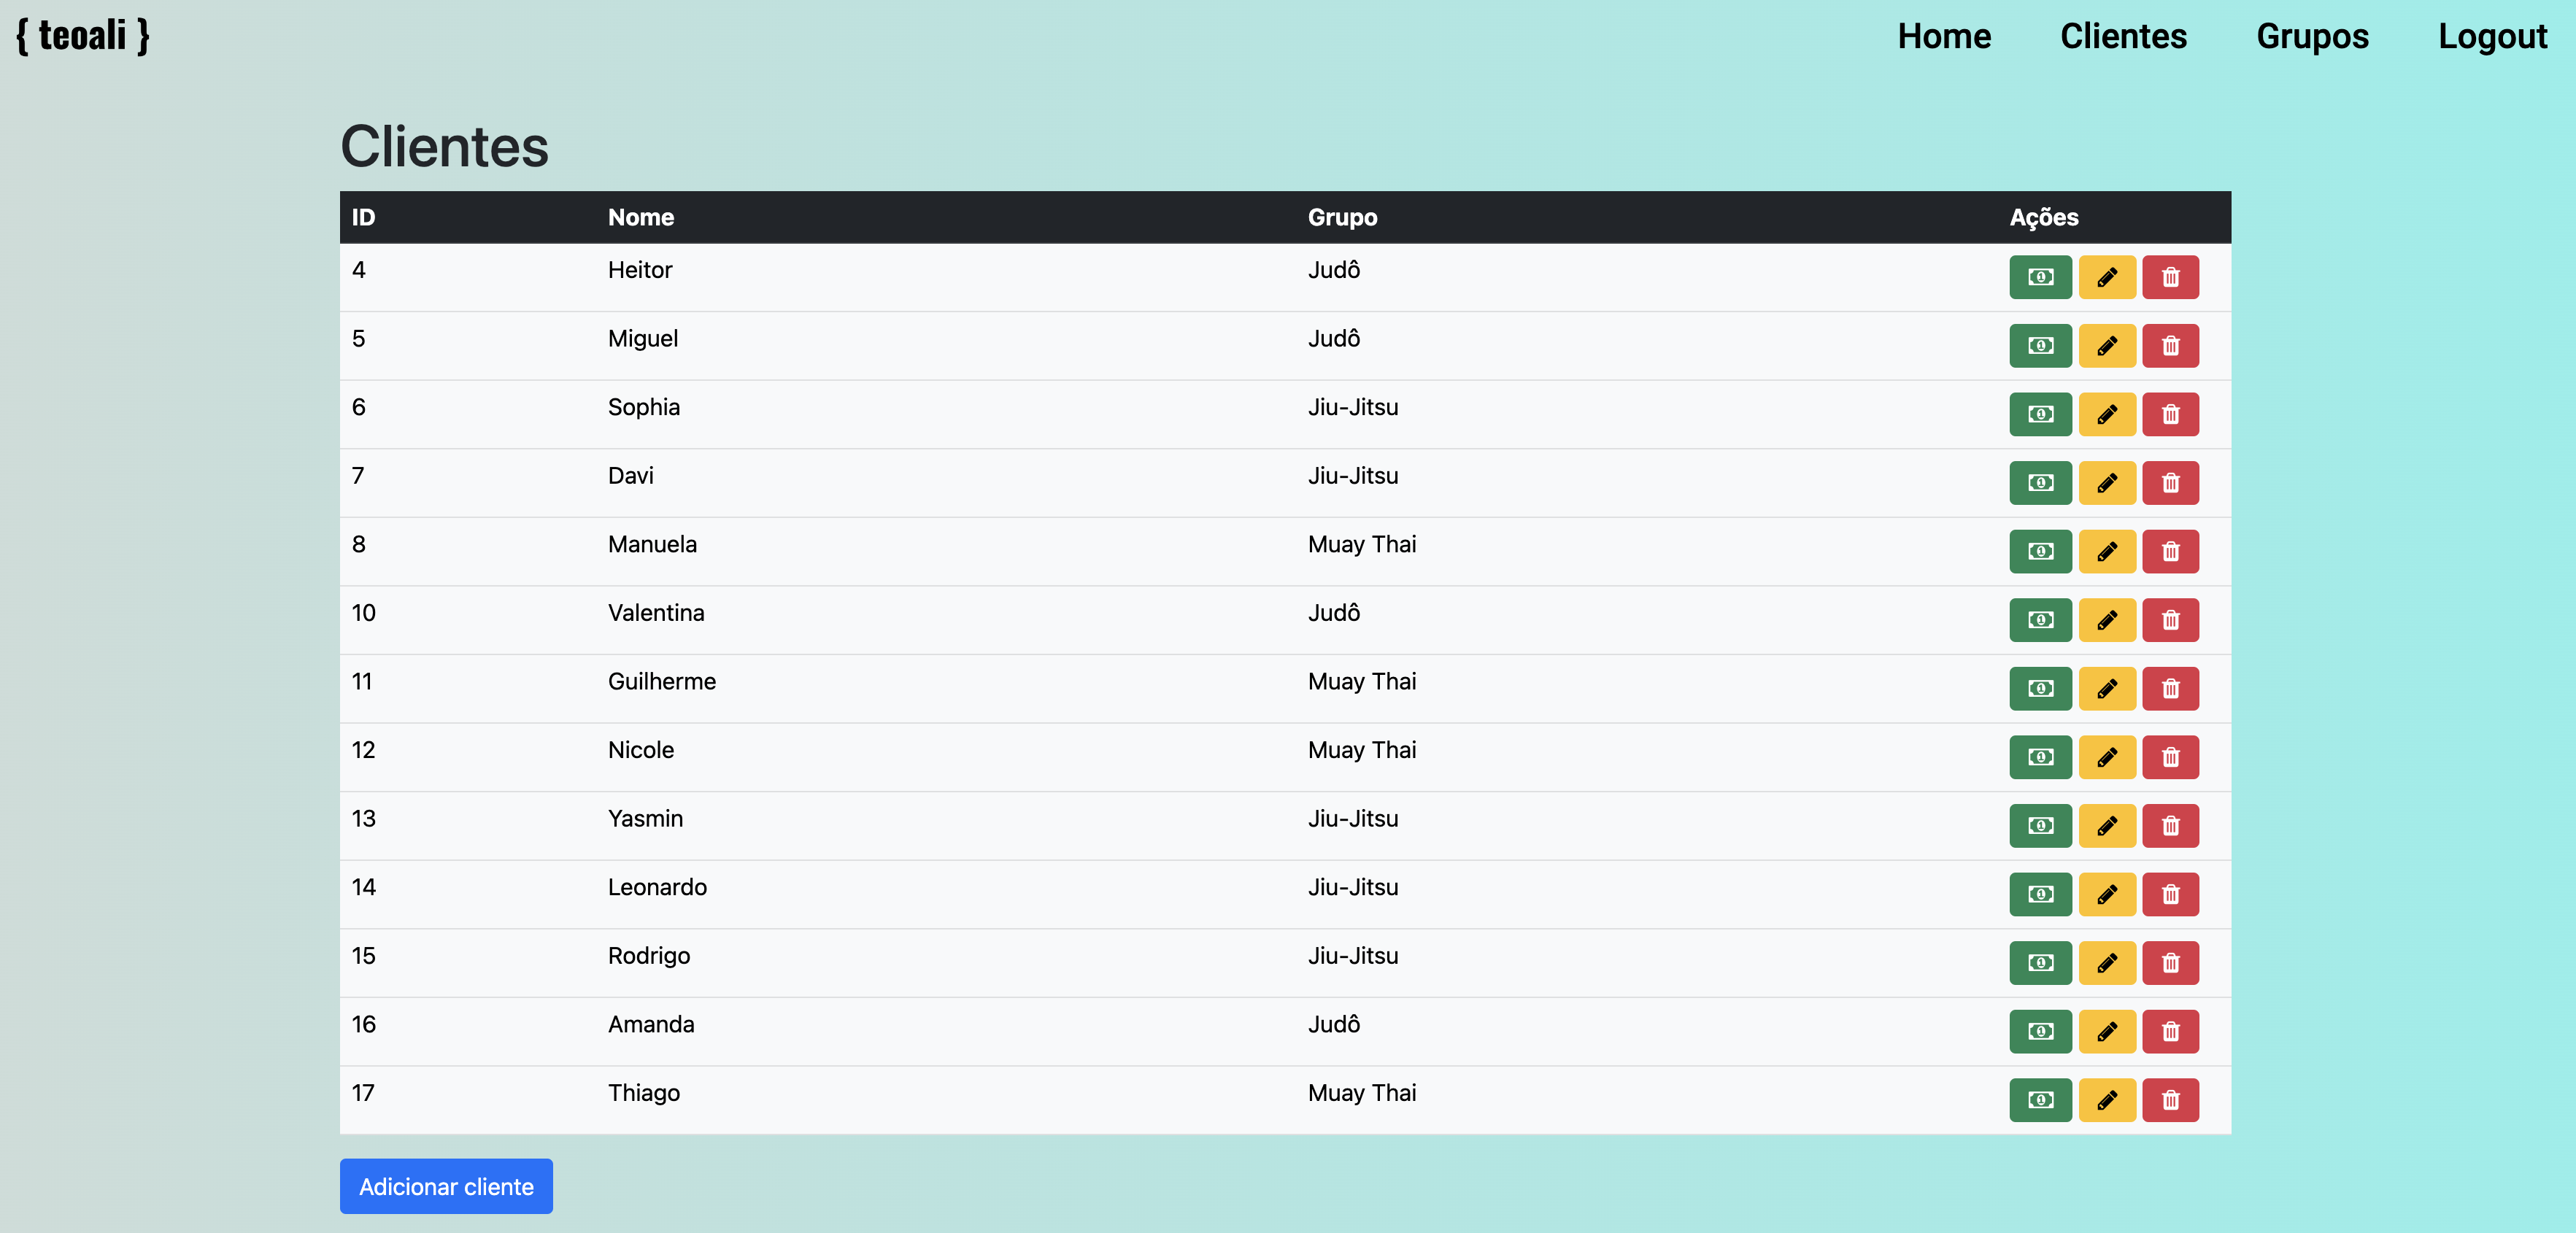 { teoali } Home Clientes Grupos Logout
Clientes
ID Nome Grupo Ações
4 Heitor Judô
5 Miguel Judô
6 Sophia Jiu-Jitsu
7 Davi Jiu-Jitsu
8 Manuela Muay Thai
10 Valentina Judô
11 Guilherme Muay Thai
12 Nicole Muay Thai
13 Yasmin Jiu-Jitsu
14 Leonardo Jiu-Jitsu
15 Rodrigo Jiu-Jitsu
16 Amanda Judô
17 Thiago Muay Thai
Adicionar cliente